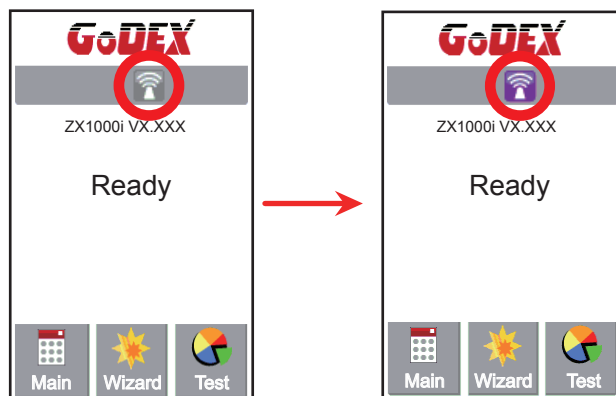 GoDEX
ZX1000i VX.XXX
Ready
Main Wizard Test
GoDEX
ZX1000i VX.XXX
Ready
Main Wizard Test